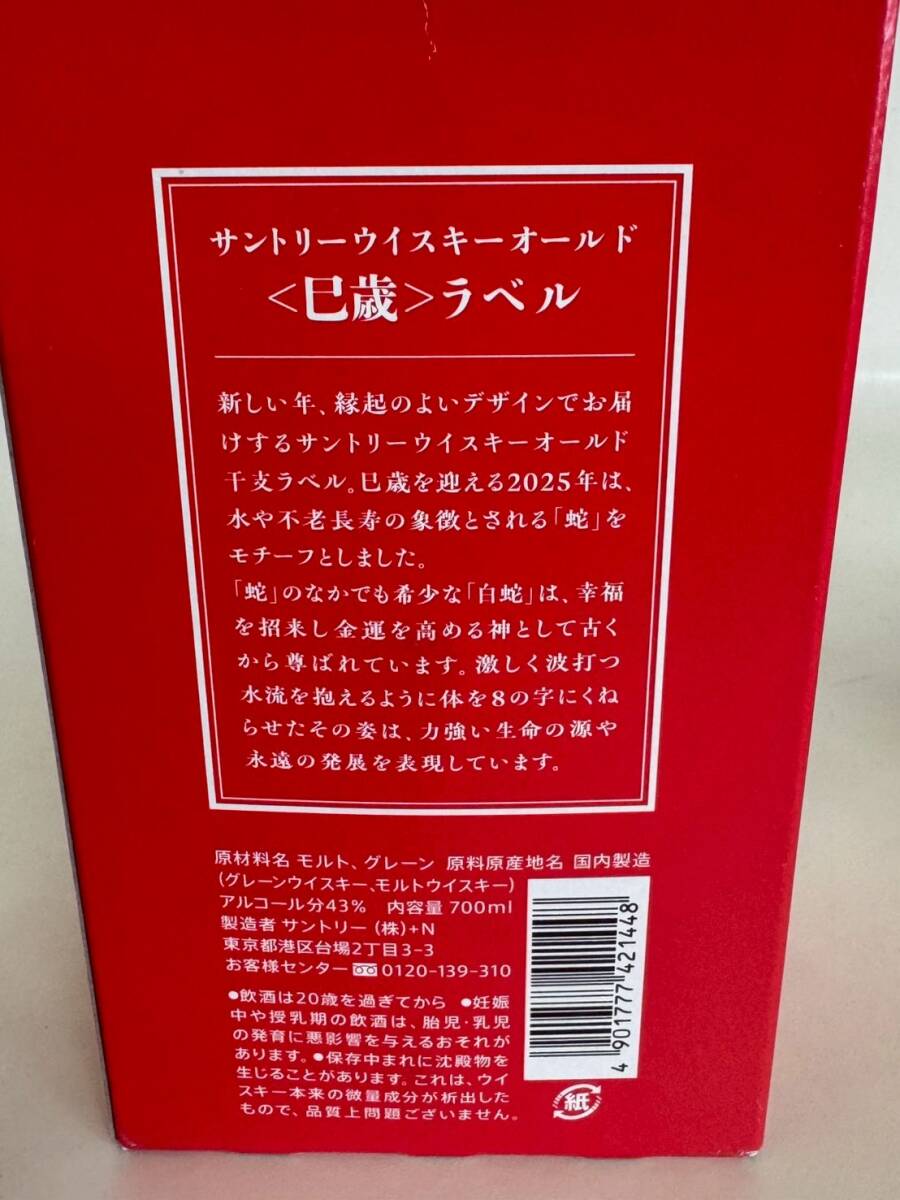 サントリーウイスキーオールド
〈巳歳〉ラベル
新しい年、縁起のよいデザインでお届
けするサントリーウイスキーオールド
干支ラベル。巳歳を迎える2025年は、
水や不老長寿の象徴とされる「蛇」を
モチーフとしました。
「蛇」のなかでも希少な「白蛇」は、幸福
を招来し金運を高める神として古く
から尊ばれています。激しく波打つ
水流を抱えるように体を8の字にくね
らせたその姿は、力強い生命の源や
永遠の発展を表現しています。
原材料名 モルト、グレーン 原料原産地名 国内製造
(グレーンウイスキー、モルトウイスキー)
アルコール分43% 内容量 700ml
製造者 サントリー(株)+N
東京都港区台場2丁目3-3
お客様センター 0120-139-310
●飲酒は20歳を過ぎてから ●妊娠
中や授乳期の飲酒は、胎児・乳児
の発育に悪影響を与えるおそれが
あります。●保存中まれに沈殿物を
生じることがあります。これは、ウイ
スキー本来の微量成分が析出した
もので、品質上問題ございません。
4 901777 421448
紙